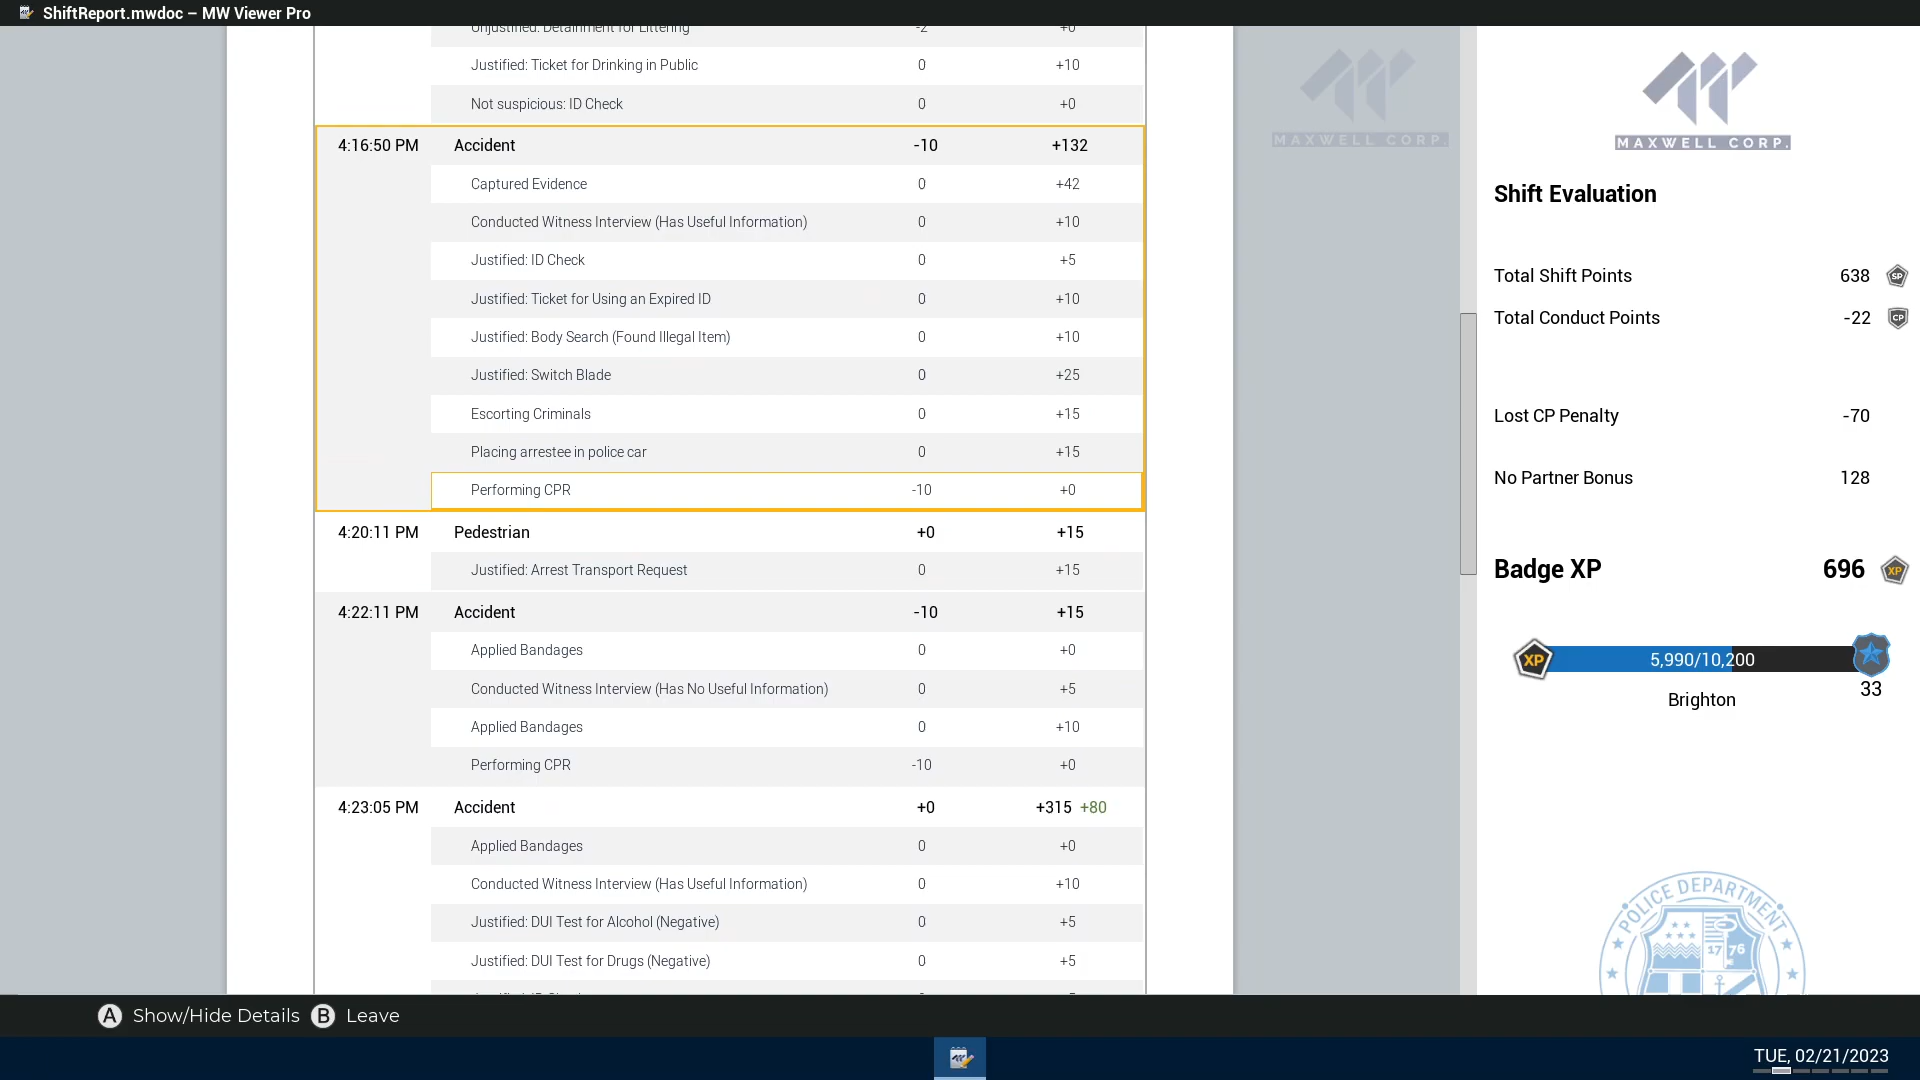 ShiftReport.mwdoc – MW Viewer Pro
Unjustified: Detainment for Littering -2 +0
Justified: Ticket for Drinking in Public 0 +10
Not suspicious: ID Check 0 +0
4:16:50 PM Accident -10 +132
Captured Evidence 0 +42
Conducted Witness Interview (Has Useful Information) 0 +10
Justified: ID Check 0 +5
Justified: Ticket for Using an Expired ID 0 +10
Justified: Body Search (Found Illegal Item) 0 +10
Justified: Switch Blade 0 +25
Escorting Criminals 0 +15
Placing arrestee in police car 0 +15
Performing CPR -10 +0
4:20:11 PM Pedestrian +0 +15
Justified: Arrest Transport Request 0 +15
4:22:11 PM Accident -10 +15
Applied Bandages 0 +0
Conducted Witness Interview (Has No Useful Information) 0 +5
Applied Bandages 0 +10
Performing CPR -10 +0
4:23:05 PM Accident +0 +315 +80
Applied Bandages 0 +0
Conducted Witness Interview (Has Useful Information) 0 +10
Justified: DUI Test for Alcohol (Negative) 0 +5
Justified: DUI Test for Drugs (Negative) 0 +5
MAXWELL CORP.
MAXWELL CORP.
Shift Evaluation
Total Shift Points 638 SP
Total Conduct Points -22 CP
Lost CP Penalty -70
No Partner Bonus 128
Badge XP 696 XP
XP 5,990/10,200
33
Brighton
POLICE DEPARTMENT
17 76
A Show/Hide Details B Leave
TUE, 02/21/2023